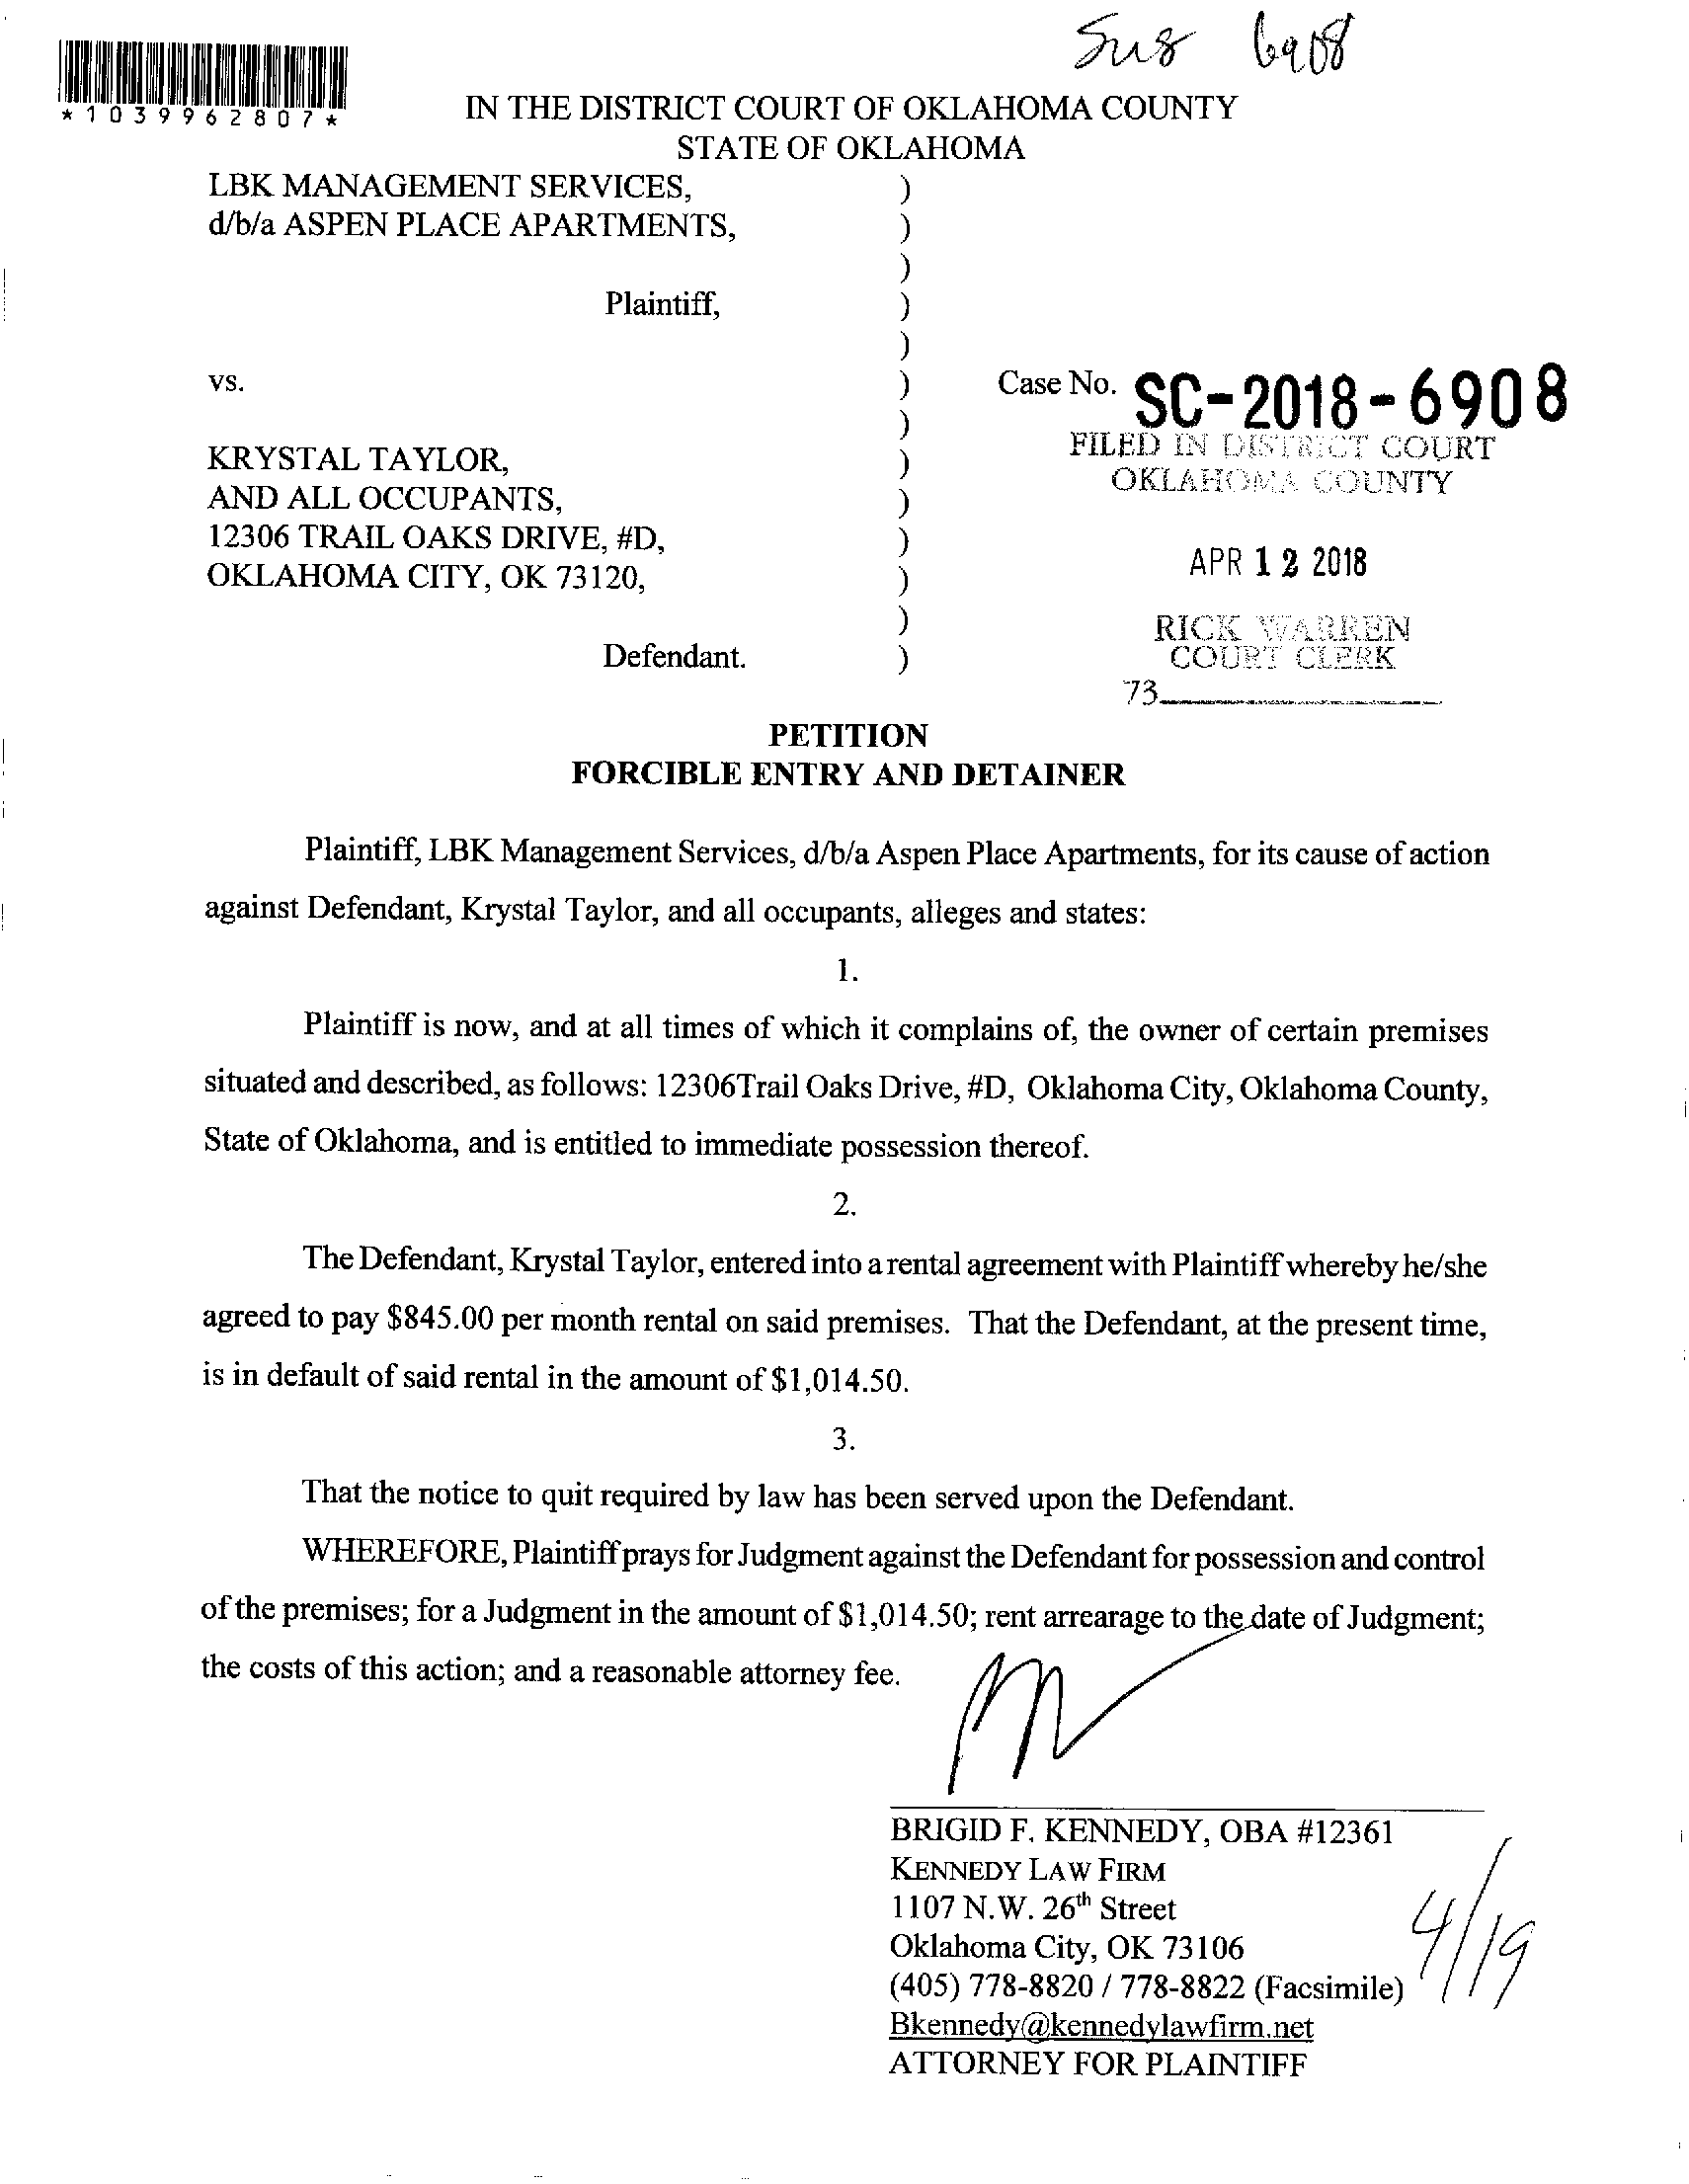 Sus 6908
*1039962807*
IN THE DISTRICT COURT OF OKLAHOMA COUNTY
STATE OF OKLAHOMA
LBK MANAGEMENT SERVICES, )
d/b/a ASPEN PLACE APARTMENTS, )
)
Plaintiff, )
)
vs. ) Case No. SC-2018-6908
)
FILED IN DISTRICT COURT
OKLAHOMA COUNTY
KRYSTAL TAYLOR, )
AND ALL OCCUPANTS, )
12306 TRAIL OAKS DRIVE, #D, )
OKLAHOMA CITY, OK 73120, )
)
Defendant. )
APR 12 2018
RICK WARREN
COURT CLERK
73
PETITION
FORCIBLE ENTRY AND DETAINER
Plaintiff, LBK Management Services, d/b/a Aspen Place Apartments, for its cause of action
against Defendant, Krystal Taylor, and all occupants, alleges and states:
1.
Plaintiff is now, and at all times of which it complains of, the owner of certain premises
situated and described, as follows: 12306Trail Oaks Drive, #D, Oklahoma City, Oklahoma County,
State of Oklahoma, and is entitled to immediate possession thereof.
2.
The Defendant, Krystal Taylor, entered into a rental agreement with Plaintiff whereby he/she
agreed to pay $845.00 per month rental on said premises. That the Defendant, at the present time,
is in default of said rental in the amount of $1,014.50.
3.
That the notice to quit required by law has been served upon the Defendant.
WHEREFORE, Plaintiff prays for Judgment against the Defendant for possession and control
of the premises; for a Judgment in the amount of $1,014.50; rent arrearage to the date of Judgment;
the costs of this action; and a reasonable attorney fee.
BRIGID F. KENNEDY, OBA #12361
KENNEDY LAW FIRM
1107 N.W. 26th Street
Oklahoma City, OK 73106
(405) 778-8820 / 778-8822 (Facsimile)
Bkennedy@kennedylawfirm.net
ATTORNEY FOR PLAINTIFF
4/19